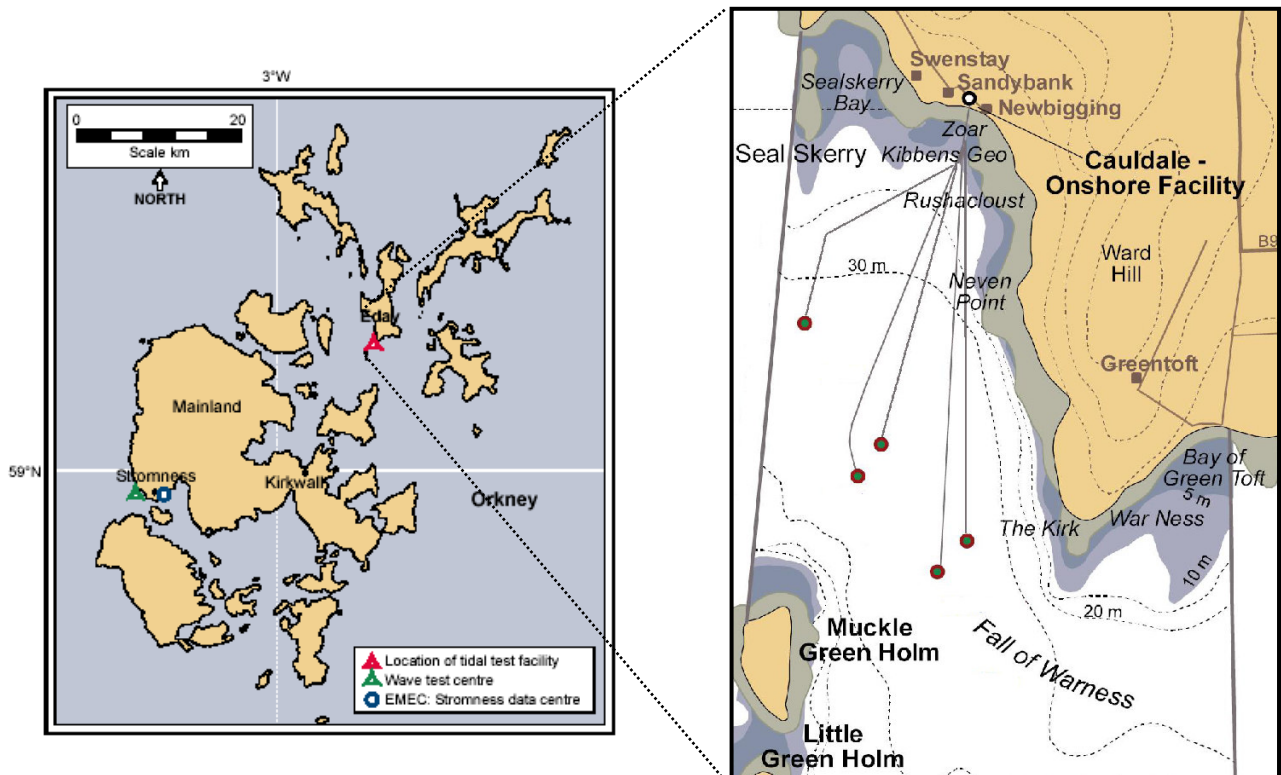 3°W
0 20
Scale km
NORTH
Eday
Mainland
59°N
Stromness
Kirkwall
Orkney
Location of tidal test facility
Wave test centre
EMEC: Stromness data centre
Swenstay
Sealskerry
Bay
Sandybank
Newbigging
Zoar
Seal Skerry
Kibbens Geo
Cauldale -
Onshore Facility
Rushacloust
B9
30 m
Ward
Hill
Neven
Point
Greentoft
Bay of
Green Toft
5 m
The Kirk
War Ness
10 m
20 m
Muckle
Green Holm
Fall of Warness
Little
Green Holm